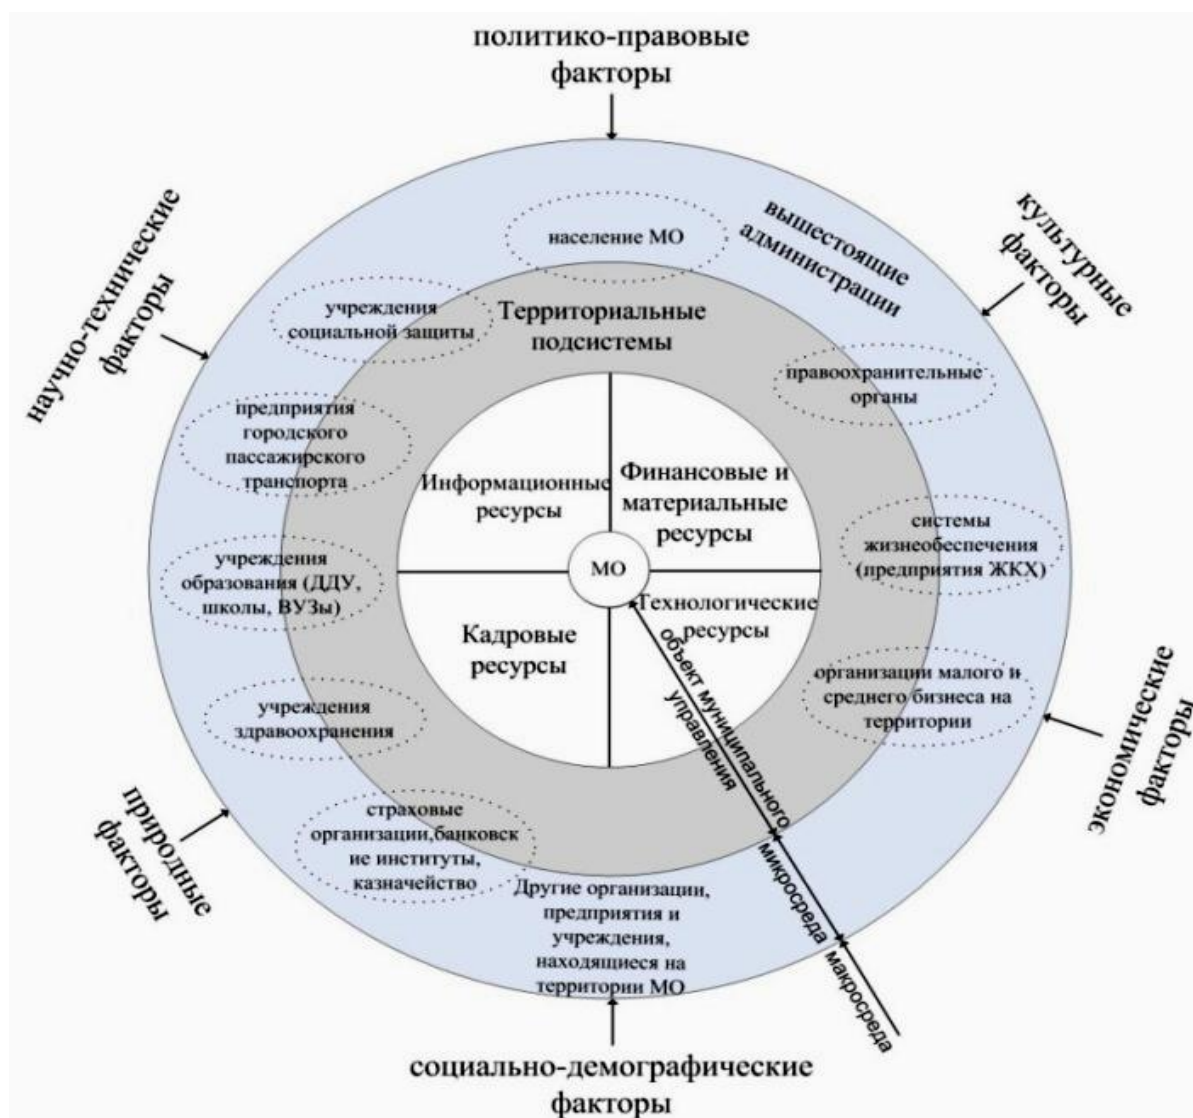 политико-правовые
факторы
научно-технические
факторы
культурные
факторы
вышестоящие
администрации
население МО
учреждения
социальной защиты
Территориальные
подсистемы
правоохранительные
органы
предприятия
городского
пассажирского
транспорта
Информационные
ресурсы
Финансовые и
материальные
ресурсы
системы
жизнеобеспечения
(предприятия ЖКХ)
учреждения
образования (ДДУ,
школы, ВУЗы)
МО
Кадровые
ресурсы
Технологические
ресурсы
объект муниципального
управления
организации малого и
среднего бизнеса на
территории
экономические
факторы
учреждения
здравоохранения
природные
факторы
страховые
организации,банковск
ие институты,
казначейство
Другие организации,
предприятия и
учреждения,
находящиеся на
территории МО
микросреда
макросреда
социально-демографические
факторы